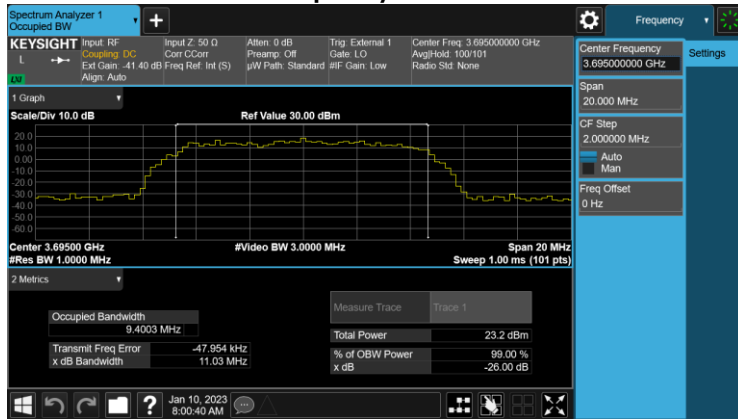 Spectrum Analyzer 1
Occupied BW
Frequency
KEYSIGHT
L
LXI
Input: RF
Coupling: DC
Ext Gain: -41.40 dB
Align: Auto
Input Z: 50 Ω
Corr CCorr
Freq Ref: Int (S)
Atten: 0 dB
Preamp: Off
µW Path: Standard
Trig: External 1
Gate: LO
#IF Gain: Low
Center Freq: 3.695000000 GHz
Avg|Hold: 100/101
Radio Std: None
Center Frequency
3.695000000 GHz
Settings
Span
20.000 MHz
CF Step
2.000000 MHz
Auto
Man
Freq Offset
0 Hz
1 Graph
Scale/Div 10.0 dB
Ref Value 30.00 dBm
20.0
10.0
0.00
-10.0
-20.0
-30.0
-40.0
-50.0
-60.0
Center 3.69500 GHz
#Video BW 3.0000 MHz
Span 20 MHz
#Res BW 1.0000 MHz
Sweep 1.00 ms (101 pts)
2 Metrics
Occupied Bandwidth
9.4003 MHz
Transmit Freq Error -47.954 kHz
x dB Bandwidth 11.03 MHz
Measure Trace Trace 1
Total Power 23.2 dBm
% of OBW Power 99.00 %
x dB -26.00 dB
?
Jan 10, 2023
8:00:40 AM